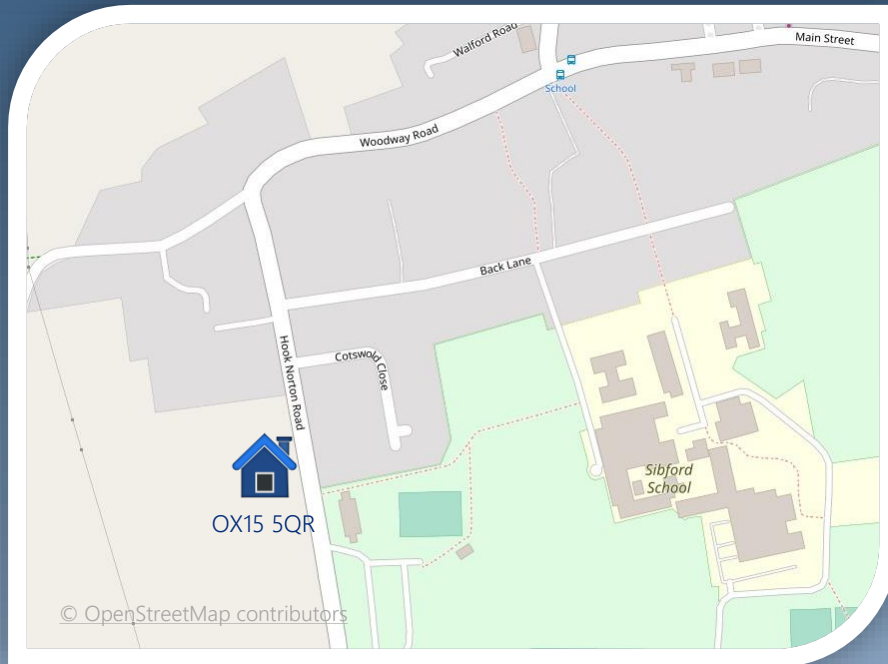 Walford Road
Main Street
School
Woodway Road
Back Lane
Hook Norton Road
Cotswold Close
Sibford
School
OX15 5QR
© OpenStreetMap contributors